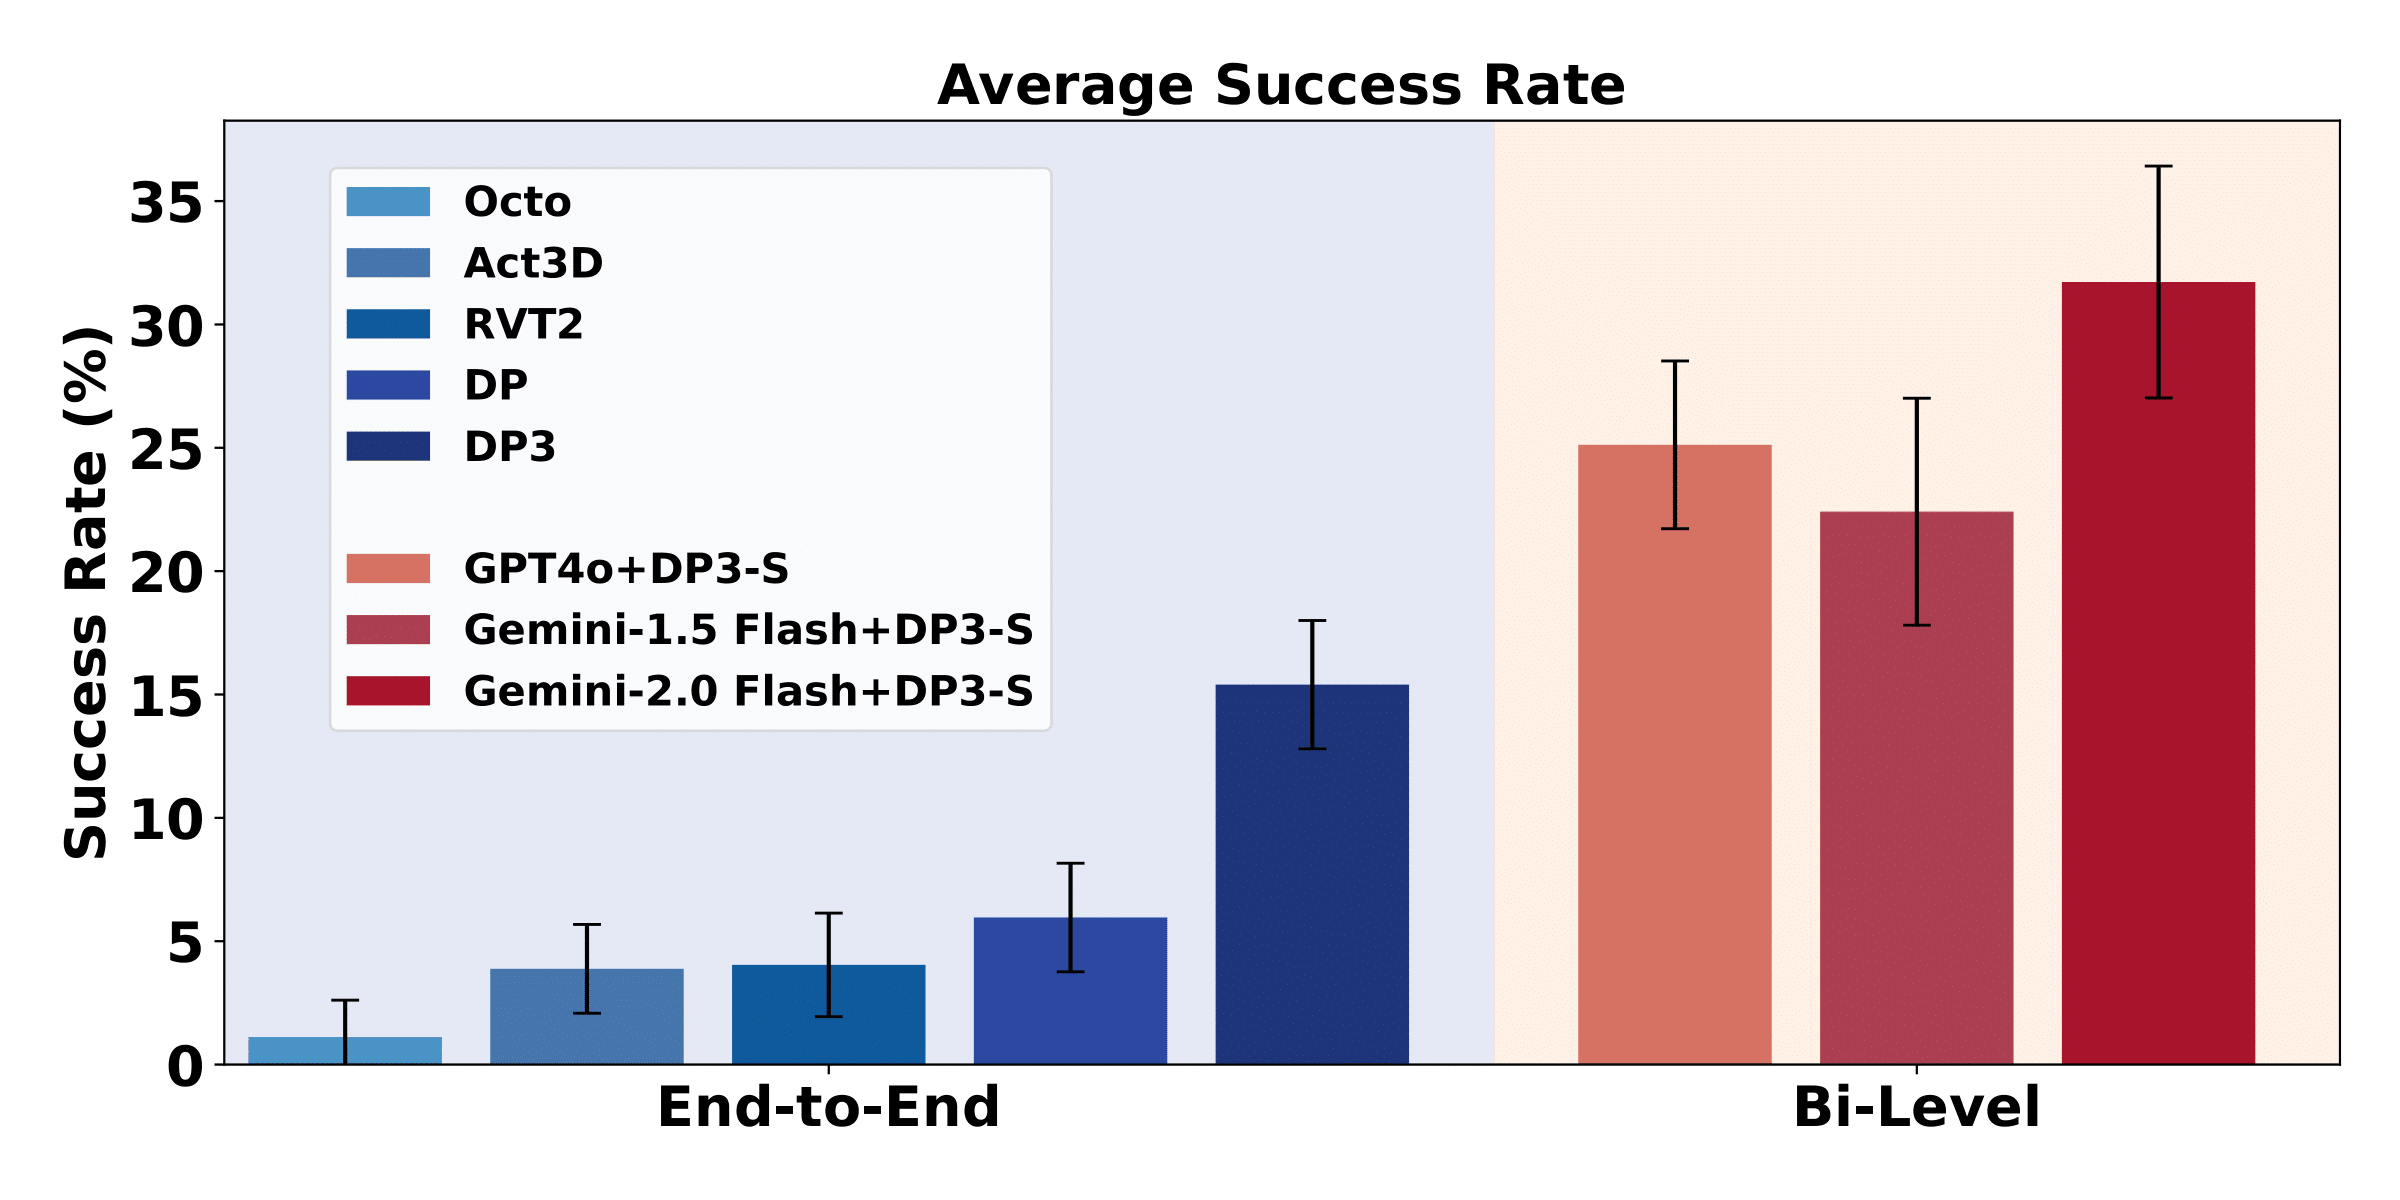 Average Success Rate
Success Rate (%)
35
30
25
20
15
10
5
0
Octo
Act3D
RVT2
DP
DP3
GPT4o+DP3-S
Gemini-1.5 Flash+DP3-S
Gemini-2.0 Flash+DP3-S
End-to-End
Bi-Level